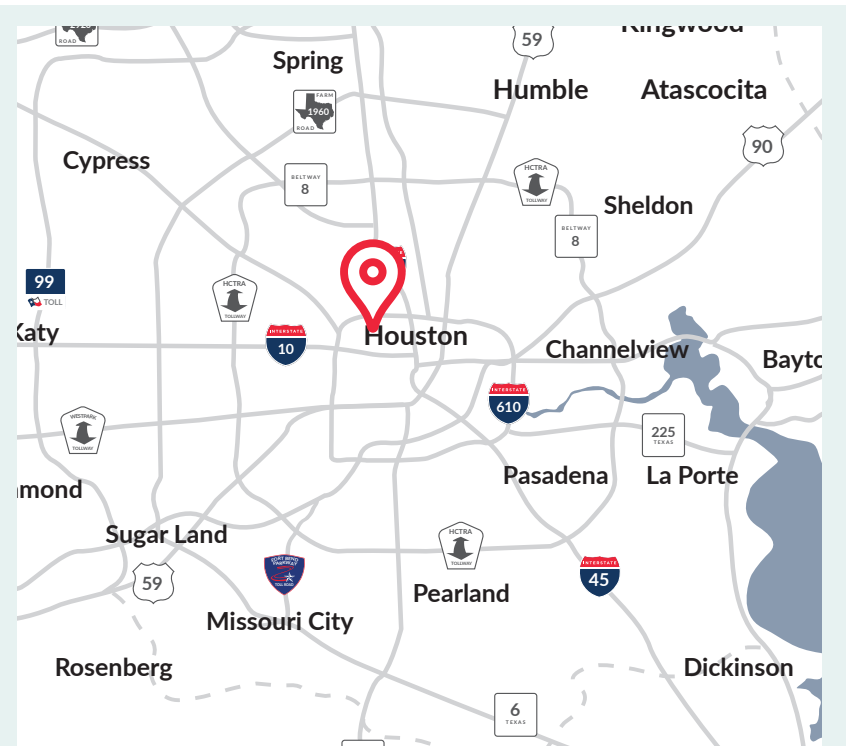 ROAD
Kingwood
59
Spring
Humble
Atascocita
FARM
1960
ROAD
90
Cypress
BELTWAY
8
HCTRA
TOLLWAY
Sheldon
BELTWAY
8
99
TOLL
HCTRA
TOLLWAY
Katy
INTERSTATE
10
Houston
Channelview
Bayto
INTERSTATE
610
WESTPARK
TOLLWAY
225
TEXAS
mond
Pasadena
La Porte
Sugar Land
HCTRA
TOLLWAY
59
FORT BEND
PARKWAY
TOLL ROAD
INTERSTATE
45
Pearland
Missouri City
Rosenberg
Dickinson
6
TEXAS